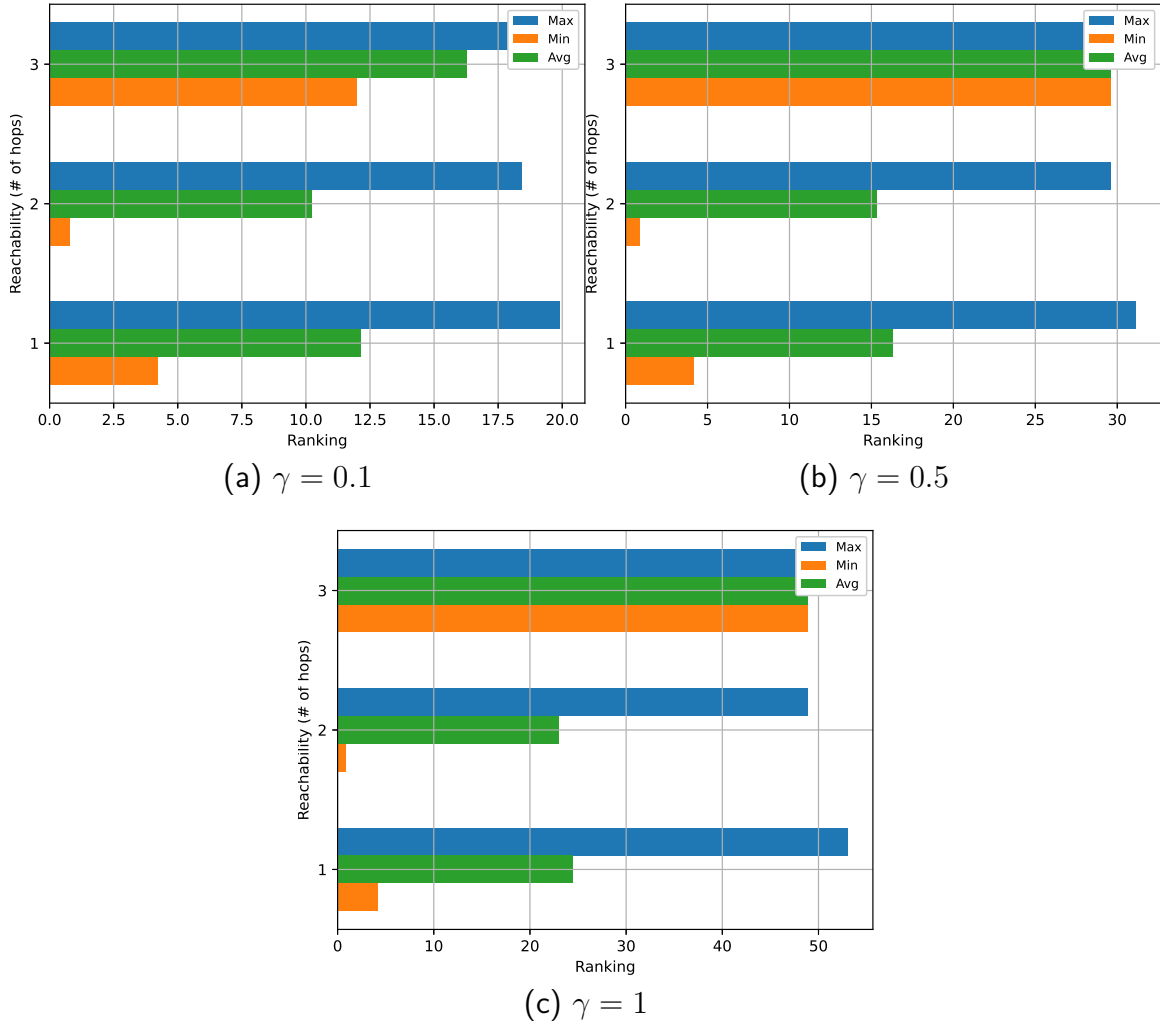 Max
Min
Avg
3
2
1
Reachability (# of hops)
0.0 2.5 5.0 7.5 10.0 12.5 15.0 17.5 20.0
Ranking
(a) γ = 0.1
Max
Min
Avg
3
2
1
Reachability (# of hops)
0 5 10 15 20 25 30
Ranking
(b) γ = 0.5
Max
Min
Avg
3
2
1
Reachability (# of hops)
0 10 20 30 40 50
Ranking
(c) γ = 1